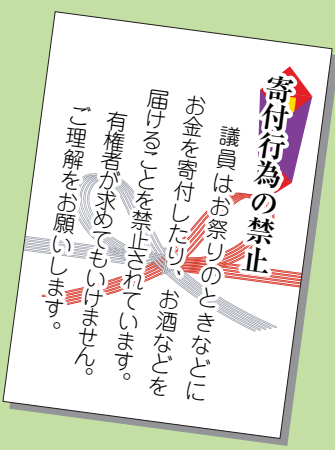 寄付行為の禁止
議員はお祭りのときなどに
お金を寄付したり、お酒などを
届けることを禁止されています。
有権者が求めてもいけません。
ご理解をお願いします。